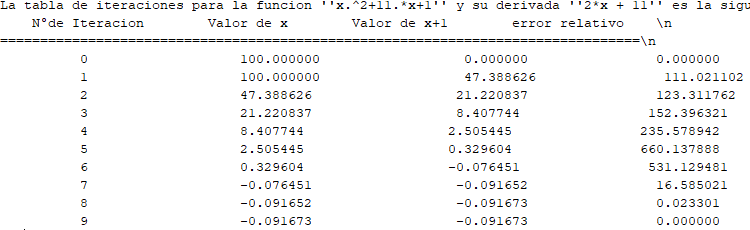 La tabla de iteraciones para la funcion ''x.^2+11.*x+1'' y su derivada ''2*x + 11'' es la sigu
N°de Iteracion Valor de x Valor de x+1 error relativo \n
================================================================================\n
0 100.000000 0.000000 0.000000
1 100.000000 47.388626 111.021102
2 47.388626 21.220837 123.311762
3 21.220837 8.407744 152.396321
4 8.407744 2.505445 235.578942
5 2.505445 0.329604 660.137888
6 0.329604 -0.076451 531.129481
7 -0.076451 -0.091652 16.585021
8 -0.091652 -0.091673 0.023301
9 -0.091673 -0.091673 0.000000